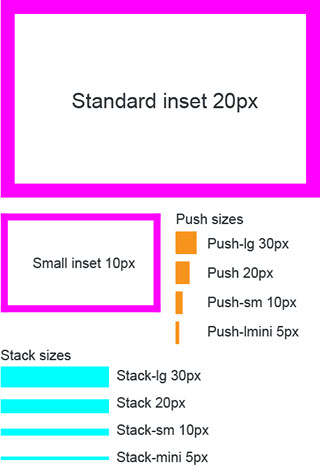 Standard inset 20px
Small inset 10px
Push sizes
Push-lg 30px
Push 20px
Push-sm 10px
Push-lmini 5px
Stack sizes
Stack-lg 30px
Stack 20px
Stack-sm 10px
Stack-mini 5px